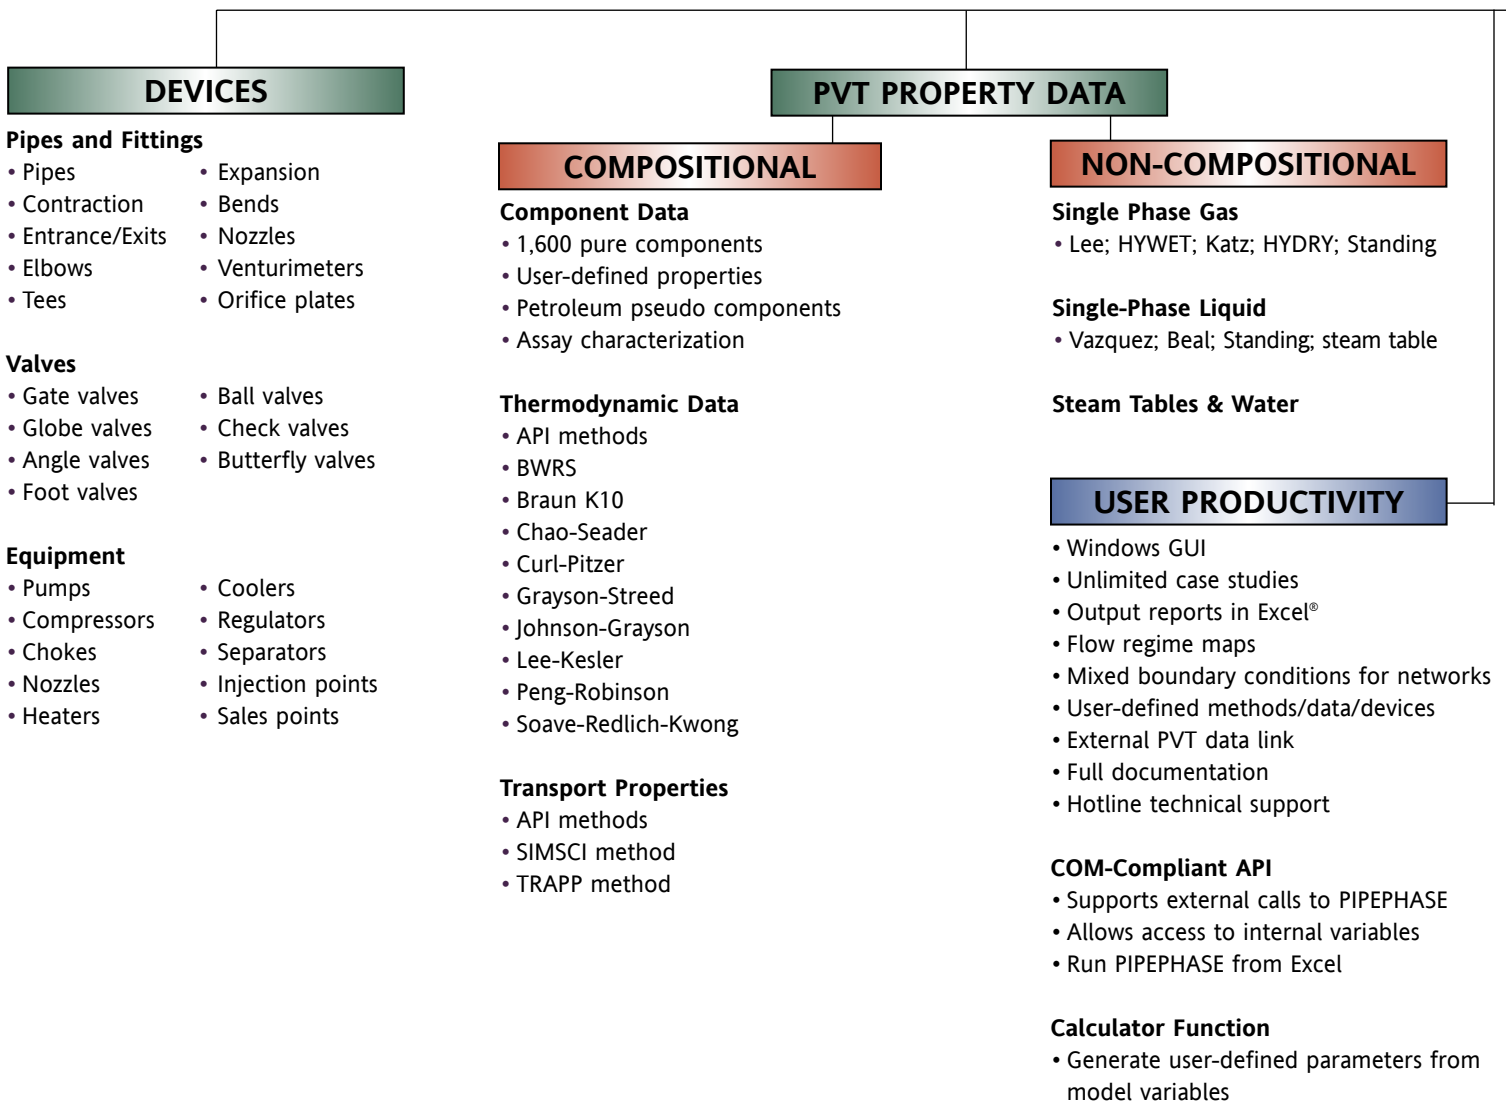 DEVICES
Pipes and Fittings
• Pipes
• Contraction
• Entrance/Exits
• Elbows
• Tees
• Expansion
• Bends
• Nozzles
• Venturimeters
• Orifice plates
Valves
• Gate valves
• Globe valves
• Angle valves
• Foot valves
• Ball valves
• Check valves
• Butterfly valves
Equipment
• Pumps
• Compressors
• Chokes
• Nozzles
• Heaters
• Coolers
• Regulators
• Separators
• Injection points
• Sales points
PVT PROPERTY DATA
COMPOSITIONAL
Component Data
• 1,600 pure components
• User-defined properties
• Petroleum pseudo components
• Assay characterization
Thermodynamic Data
• API methods
• BWRS
• Braun K10
• Chao-Seader
• Curl-Pitzer
• Grayson-Streed
• Johnson-Grayson
• Lee-Kesler
• Peng-Robinson
• Soave-Redlich-Kwong
Transport Properties
• API methods
• SIMSCI method
• TRAPP method
NON-COMPOSITIONAL
Single Phase Gas
• Lee; HYWET; Katz; HYDRY; Standing
Single-Phase Liquid
• Vazquez; Beal; Standing; steam table
Steam Tables & Water
USER PRODUCTIVITY
• Windows GUI
• Unlimited case studies
• Output reports in Excel®
• Flow regime maps
• Mixed boundary conditions for networks
• User-defined methods/data/devices
• External PVT data link
• Full documentation
• Hotline technical support
COM-Compliant API
• Supports external calls to PIPEPHASE
• Allows access to internal variables
• Run PIPEPHASE from Excel
Calculator Function
• Generate user-defined parameters from
model variables